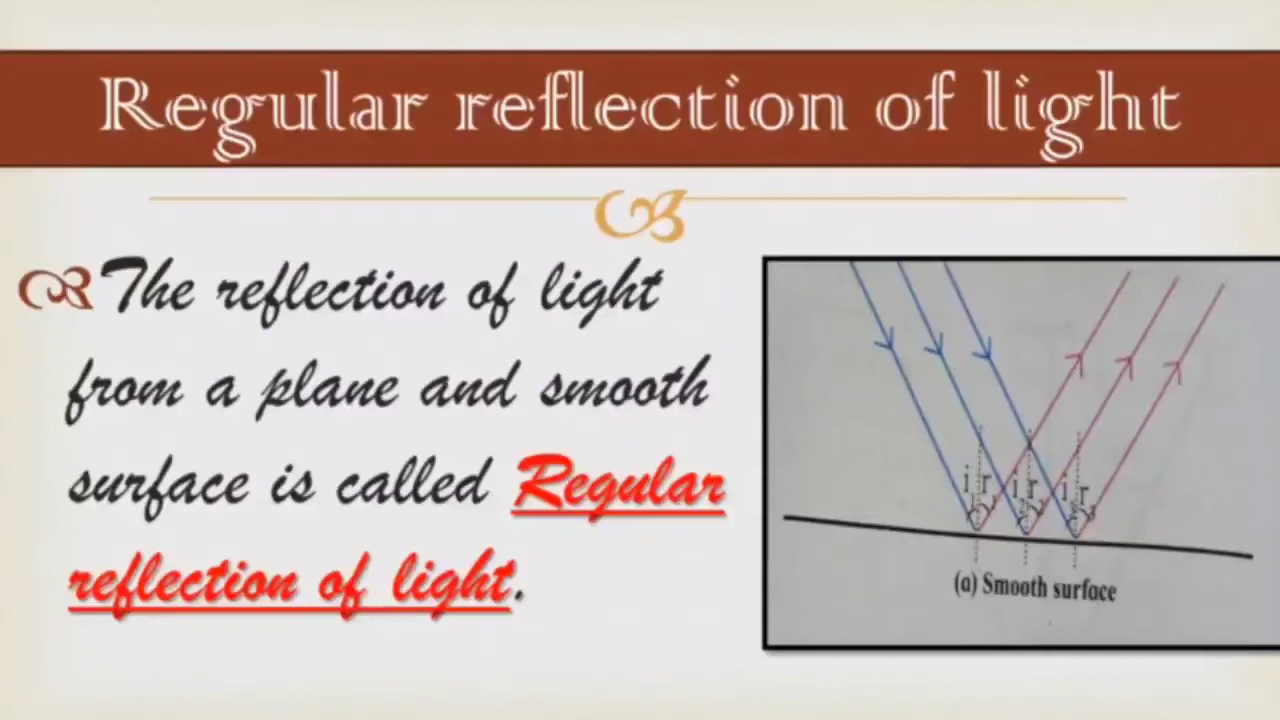 Regular reflection of light
The reflection of light
from a plane and smooth
surface is called Regular
reflection of light.
i r i r i r
(a) Smooth surface